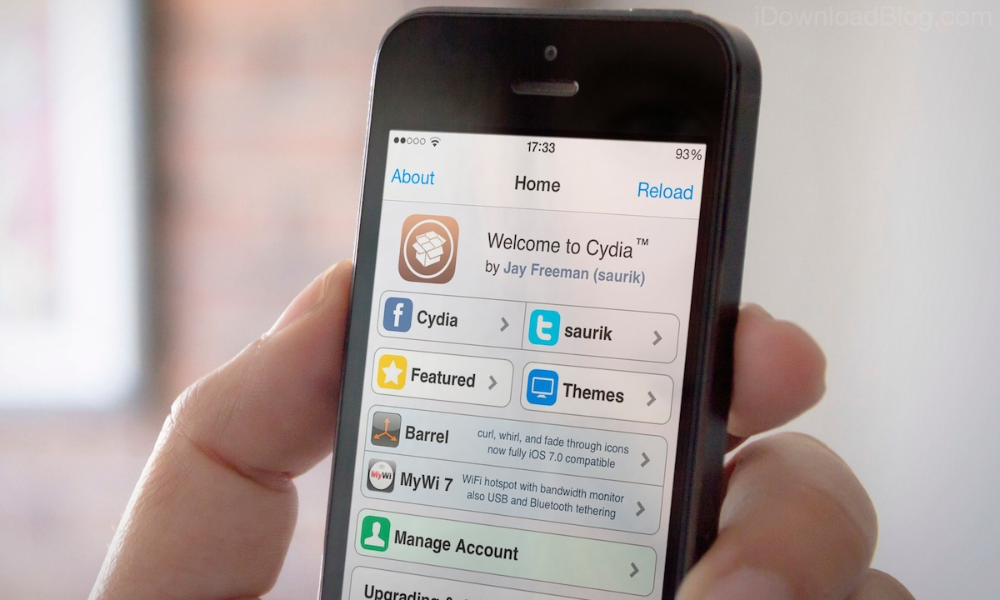 iDownloadBlog.com
17:33
93%
About
Home
Reload
Welcome to Cydia™
by Jay Freeman (saurik)
f Cydia
t saurik
Featured
Themes
Barrel
curl, whirl, and fade through icons
now fully iOS 7.0 compatible
MyWi
MyWi 7
WiFi hotspot with bandwidth monitor
also USB and Bluetooth tethering
Manage Account
Upgrading &